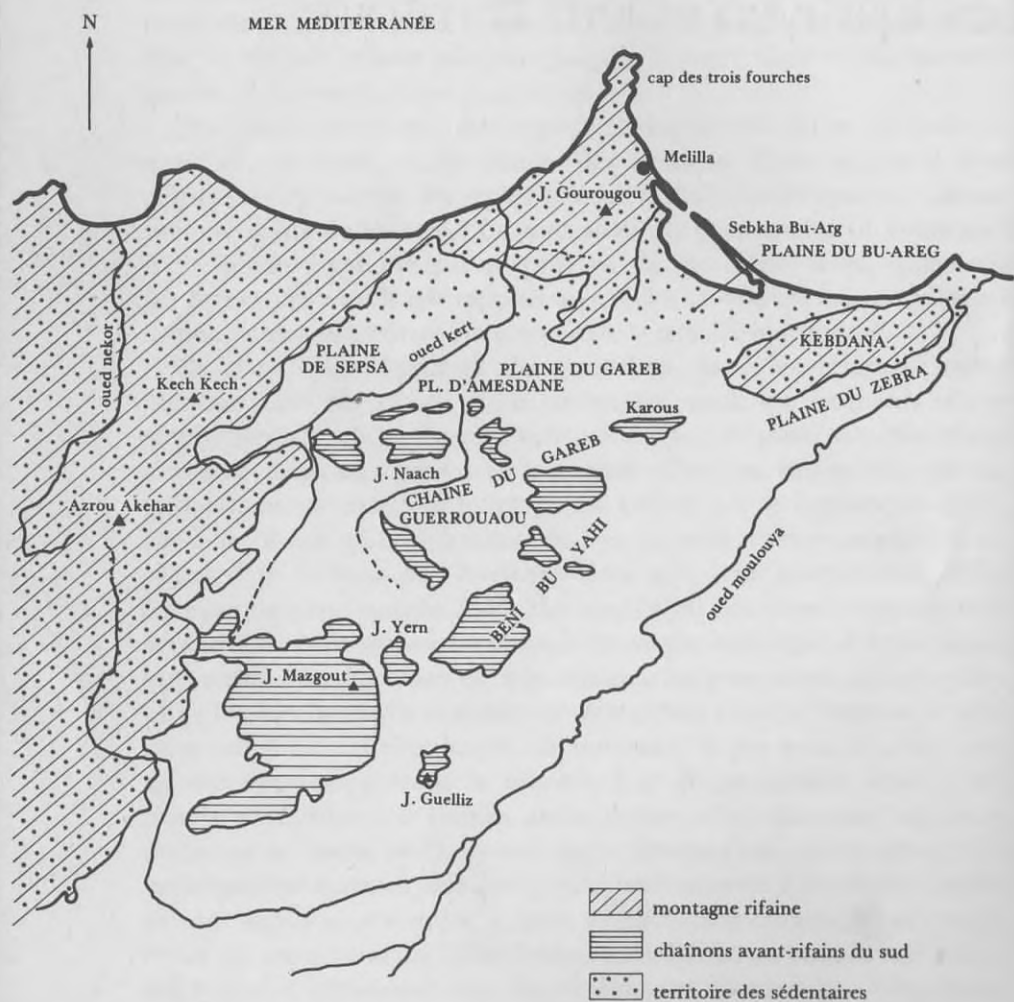 N
MER MÉDITERRANÉE
cap des trois fourches
Melilla
J. Gourougou
Sebkha Bu-Arg
PLAINE DU BU-AREG
oued nekor
Kech Kech
PLAINE
DE SEPSA
oued kert
PLAINE DU GAREB
PL. D'AMESDANE
KEBDANA
PLAINE DU ZEBRA
Karous
J. Naach
CHAINE DU GAREB
GUERROUAOU
Azrou Akehar
BENI BU YAHI
oued moulouya
J. Yern
J. Mazgout
J. Guelliz
montagne rifaine
chaînons avant-rifains du sud
territoire des sédentaires